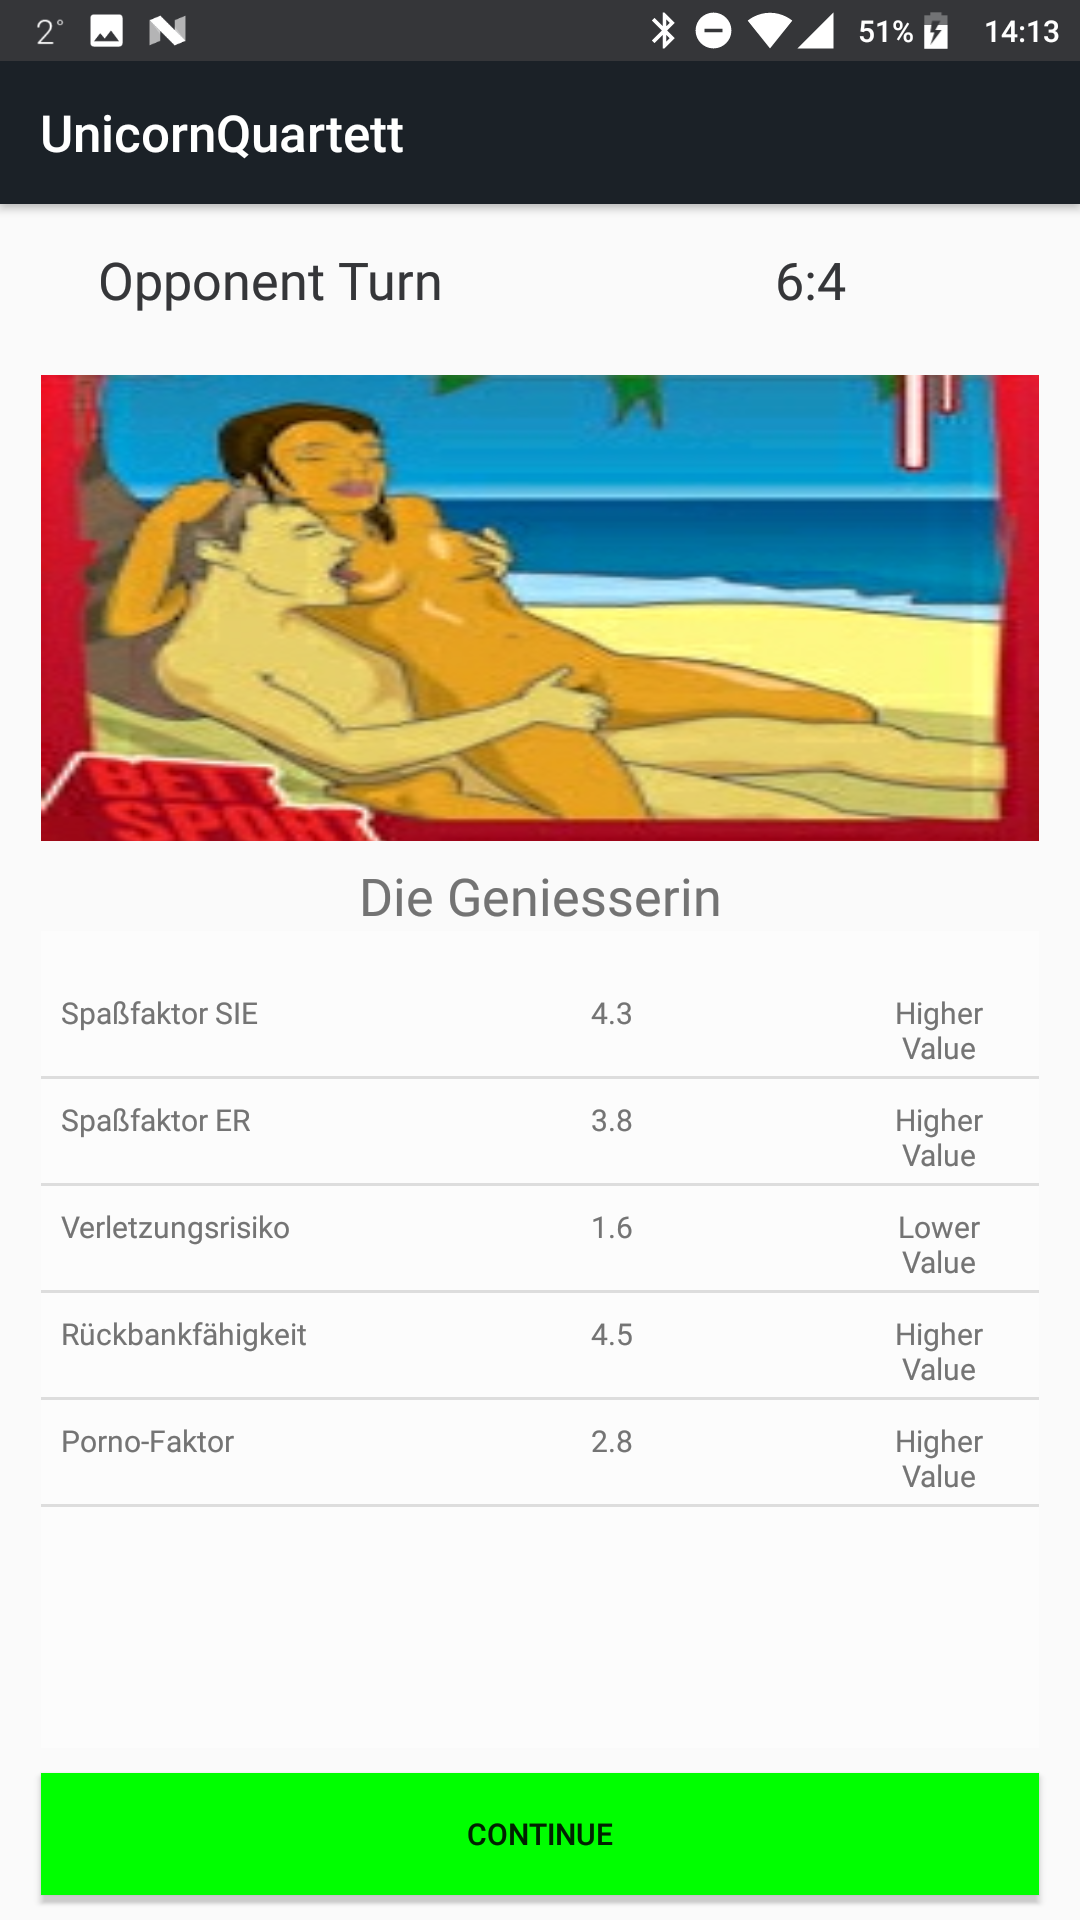 2°
51%
14:13
UnicornQuartett
Opponent Turn
6:4
BETT
SPORT
Die Geniesserin
Spaßfaktor SIE 4.3 Higher
Value
Spaßfaktor ER 3.8 Higher
Value
Verletzungsrisiko 1.6 Lower
Value
Rückbankfähigkeit 4.5 Higher
Value
Porno-Faktor 2.8 Higher
Value
CONTINUE